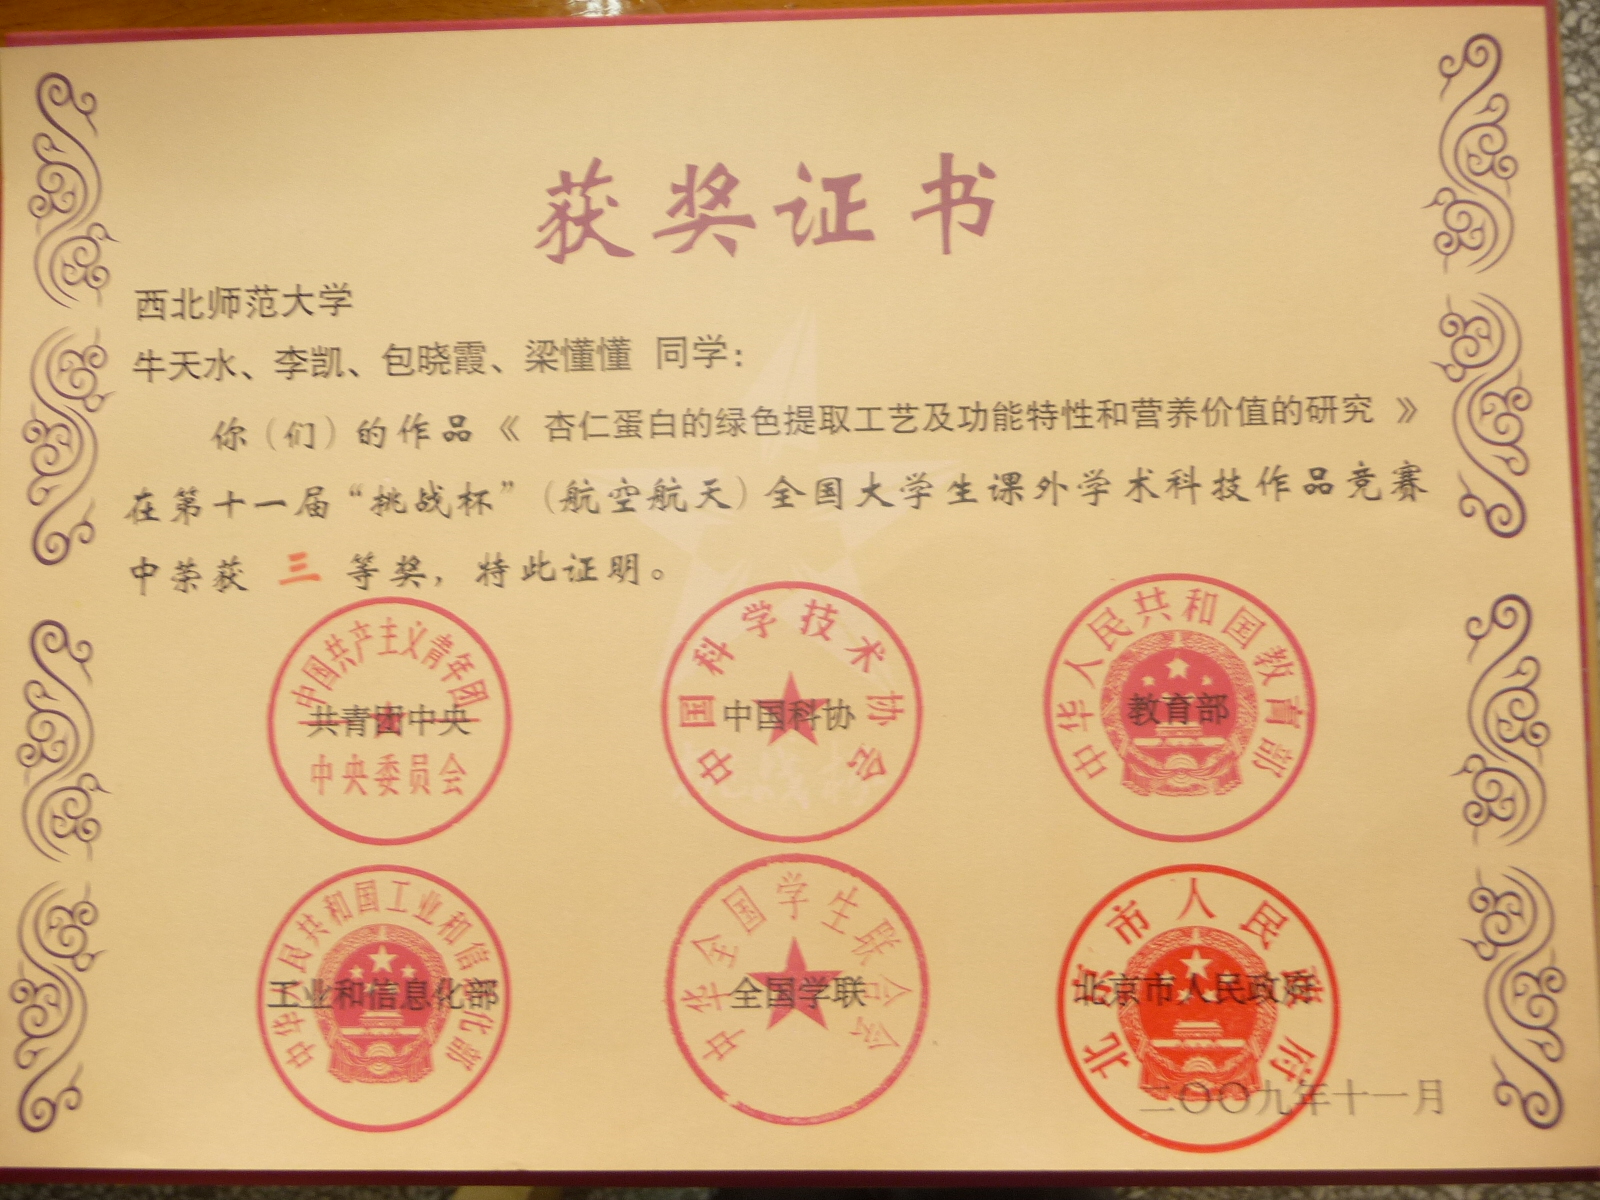 获奖证书
西北师范大学
牛天水、李凯、包晓霞、梁懂懂 同学：
你（们）的作品《 杏仁蛋白的绿色提取工艺及功能特性和营养价值的研究 》
在第十一届“挑战杯”（航空航天）全国大学生课外学术科技作品竞赛
中荣获 三 等奖，特此证明。
中国共产主义青年团
共青团中央
中央委员会
中国科学技术协会
中国科协
中华人民共和国教育部
教育部
中华人民共和国工业和信息化部
工业和信息化部
中华全国学生联合会
全国学联
北京市人民政府
北京市人民政府
二〇〇九年十一月